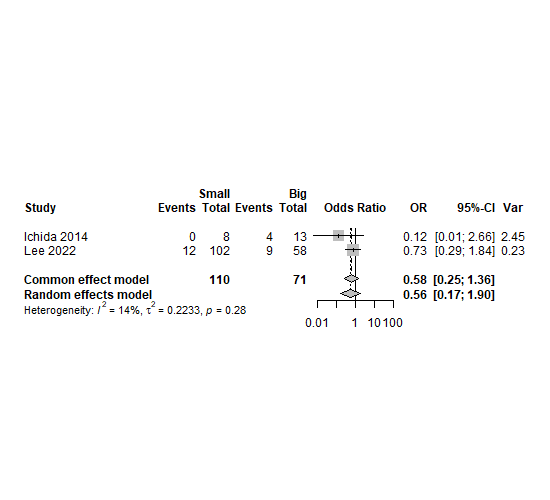 Small Big
Study Events Total Events Total Odds Ratio OR 95%-CI Var
Ichida 2014 0 8 4 13 0.12 [0.01; 2.66] 2.45
Lee 2022 12 102 9 58 0.73 [0.29; 1.84] 0.23
Common effect model 110 71 0.58 [0.25; 1.36]
Random effects model 0.56 [0.17; 1.90]
Heterogeneity: I² = 14%, τ² = 0.2233, p = 0.28
0.01 1 10 100